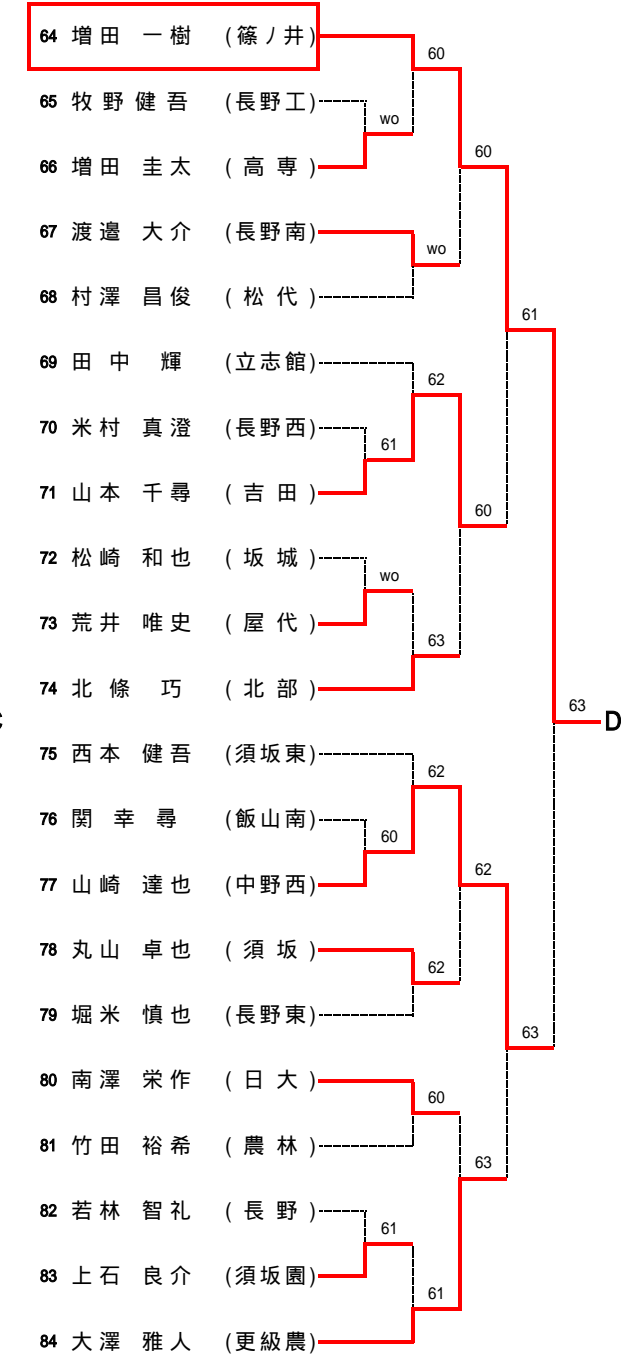 64 増田 一樹 (篠ノ井)
60
65 牧野健吾 (長野工)
wo
66 増田 圭太 (高専)
60
67 渡邉 大介 (長野南)
wo
68 村澤 昌俊 (松代)
61
69 田中 輝 (立志館)
62
70 米村 真澄 (長野西)
61
71 山本 千尋 (吉田)
60
72 松崎 和也 (坂城)
wo
73 荒井 唯史 (屋代)
63
74 北條 巧 (北部)
63 D
75 西本 健吾 (須坂東)
62
76 関 幸尋 (飯山南)
60
77 山崎 達也 (中野西)
62
78 丸山 卓也 (須坂)
62
79 堀米 慎也 (長野東)
63
80 南澤 栄作 (日大)
60
81 竹田 裕希 (農林)
63
82 若林 智礼 (長野)
61
83 上石 良介 (須坂園)
61
84 大澤 雅人 (更級農)